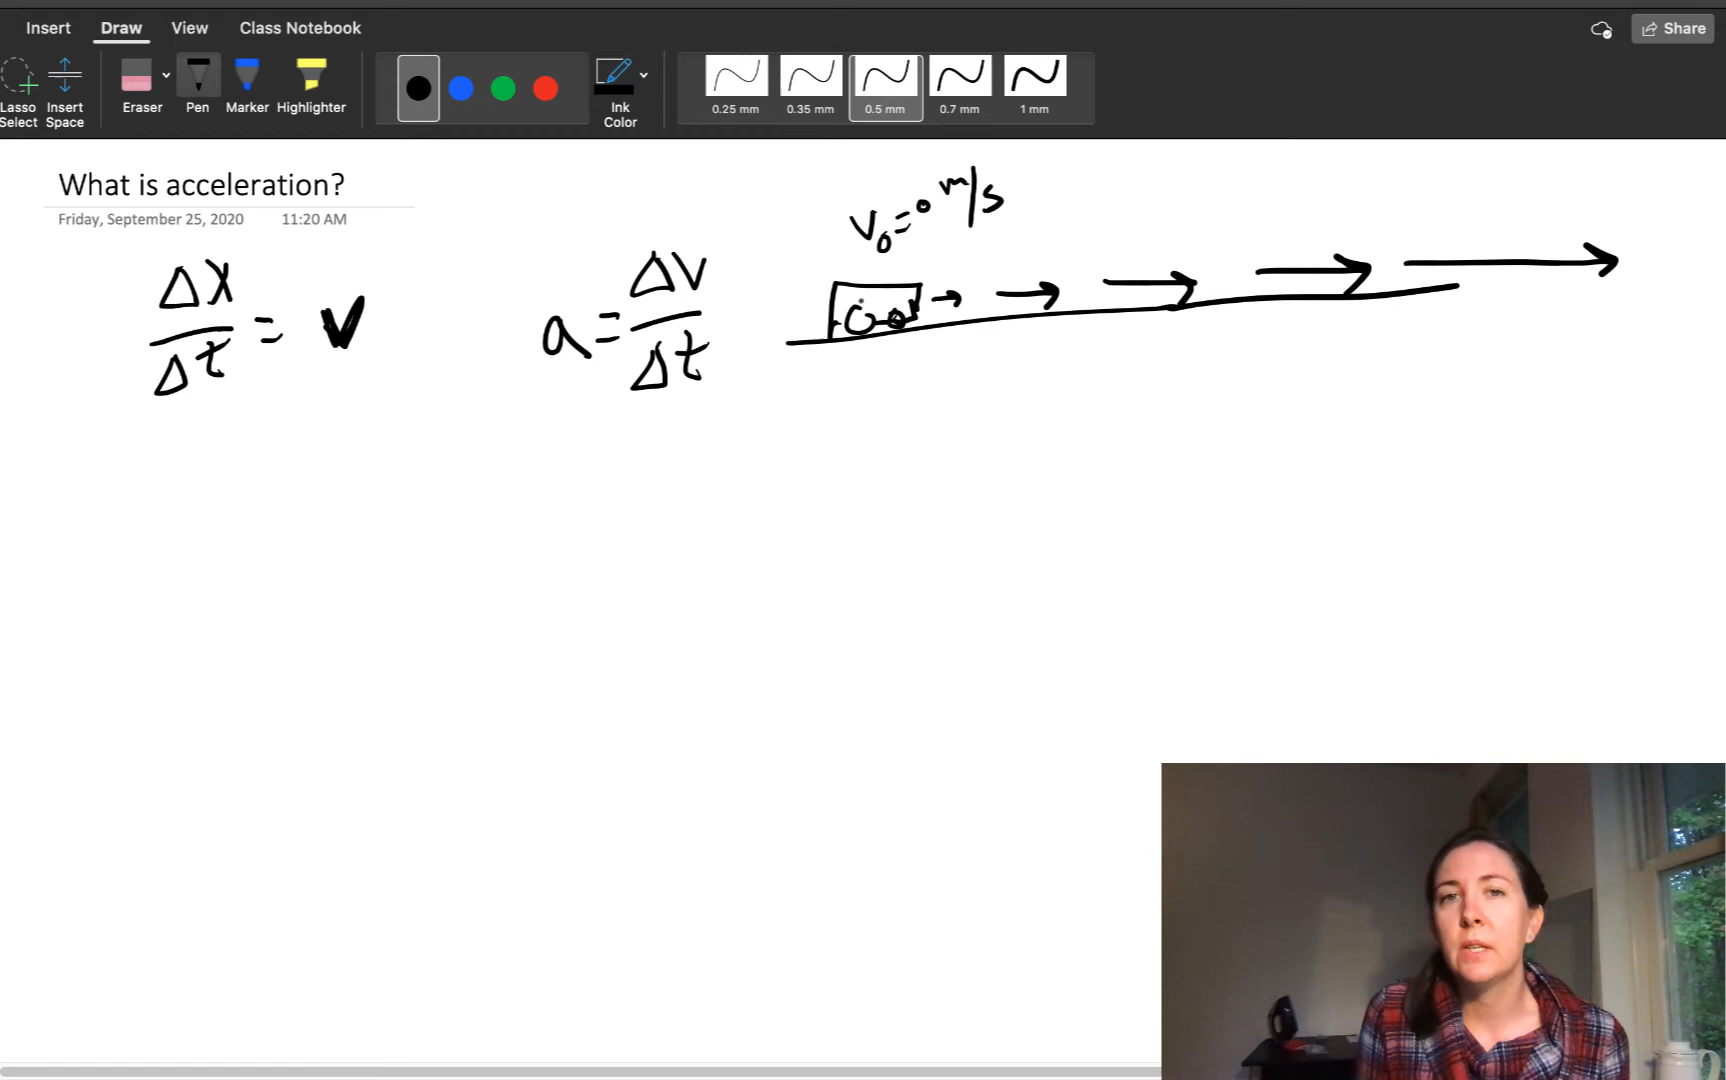 Insert Draw View Class Notebook Share
Lasso Select
Insert Space
Eraser
Pen
Marker
Highlighter
Ink Color
0.25 mm 0.35 mm 0.5 mm 0.7 mm 1 mm
What is acceleration?
Friday, September 25, 2020 11:20 AM
Δx/Δt = v
a = Δv/Δt
v₀ = 0 m/s